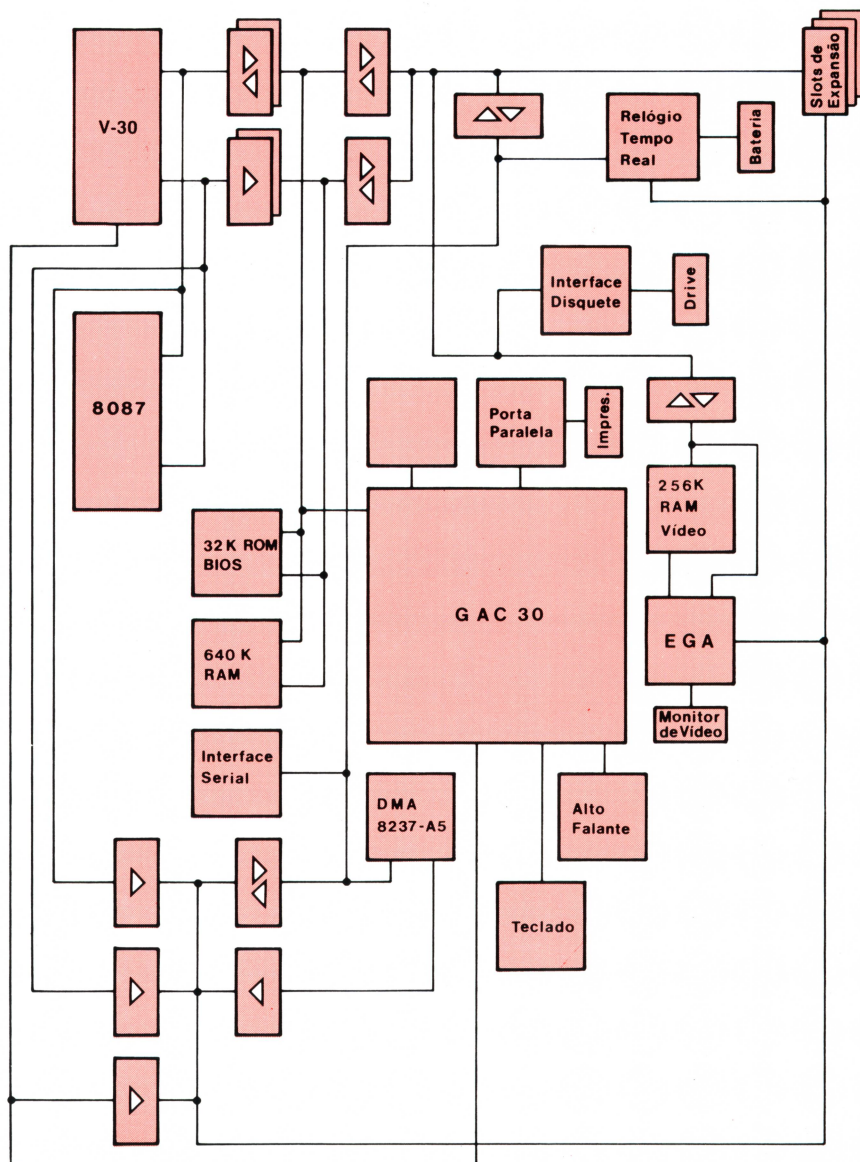 V-30
Slots de
Expansão
Relógio
Tempo
Real
Bateria
Interface
Disquete
Drive
8087
Porta
Paralela
Impres.
256K
RAM
Vídeo
32K ROM
BIOS
GAC 30
EGA
640 K
RAM
Monitor
de Vídeo
Interface
Serial
DMA
8237-A5
Alto
Falante
Teclado